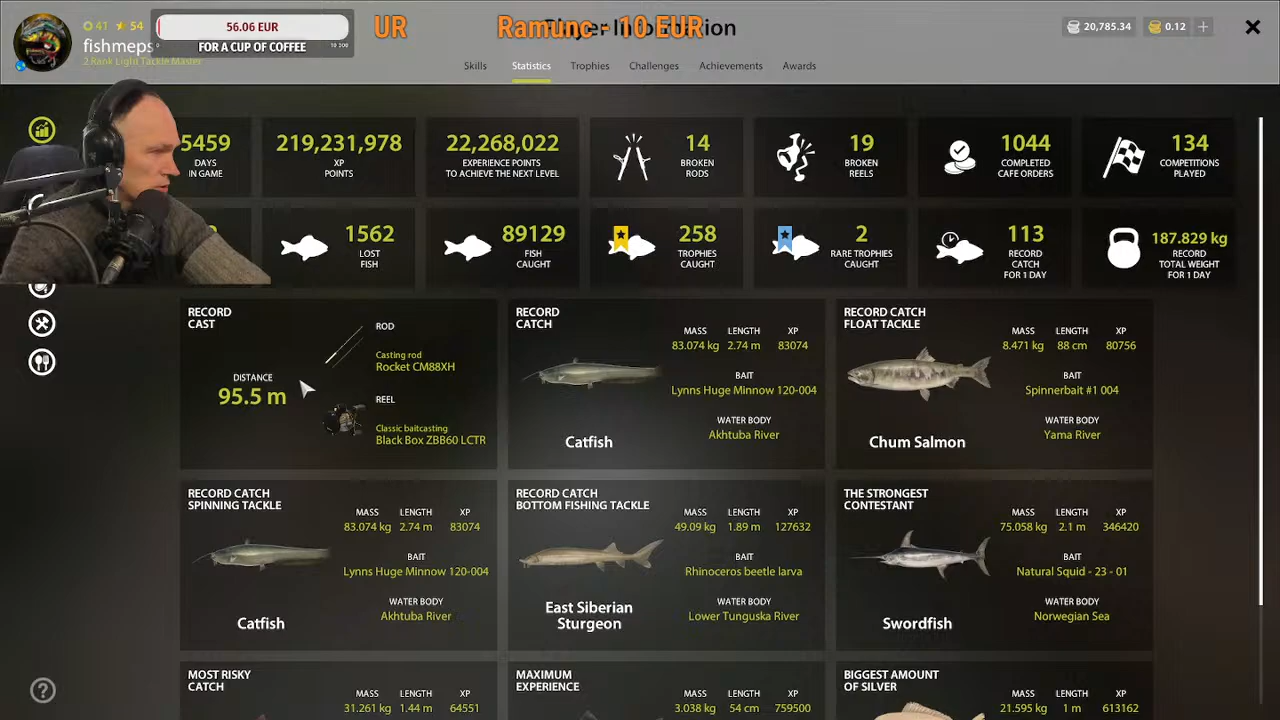 41 54
fishmeps
2 Rank Light Tackle Master
56.06 EUR
0 FOR A CUP OF COFFEE 10 300
UR Ramunc - 10 EUR
20,785.34 0.12 +
Skills Statistics Trophies Challenges Achievements Awards
5459
DAYS
IN GAME
219,231,978
XP
POINTS
22,268,022
EXPERIENCE POINTS
TO ACHIEVE THE NEXT LEVEL
14
BROKEN
RODS
19
BROKEN
REELS
1044
COMPLETED
CAFE ORDERS
134
COMPETITIONS
PLAYED
1562
LOST
FISH
89129
FISH
CAUGHT
258
TROPHIES
CAUGHT
2
RARE TROPHIES
CAUGHT
113
RECORD
CATCH
FOR 1 DAY
187.829 kg
RECORD
TOTAL WEIGHT
FOR 1 DAY
RECORD
CAST
DISTANCE
95.5 m
ROD
Casting rod
Rocket CM88XH
REEL
Classic baitcasting
Black Box ZBB60 LCTR
RECORD
CATCH
MASS LENGTH XP
83.074 kg 2.74 m 83074
BAIT
Lynns Huge Minnow 120-004
WATER BODY
Akhtuba River
Catfish
RECORD CATCH
FLOAT TACKLE
MASS LENGTH XP
8.471 kg 88 cm 80756
BAIT
Spinnerbait #1 004
WATER BODY
Yama River
Chum Salmon
RECORD CATCH
SPINNING TACKLE
MASS LENGTH XP
83.074 kg 2.74 m 83074
BAIT
Lynns Huge Minnow 120-004
WATER BODY
Akhtuba River
Catfish
RECORD CATCH
BOTTOM FISHING TACKLE
MASS LENGTH XP
49.09 kg 1.89 m 127632
BAIT
Rhinoceros beetle larva
WATER BODY
Lower Tunguska River
East Siberian
Sturgeon
THE STRONGEST
CONTESTANT
MASS LENGTH XP
75.058 kg 2.1 m 346420
BAIT
Natural Squid - 23 - 01
WATER BODY
Norwegian Sea
Swordfish
MOST RISKY
CATCH
MASS LENGTH XP
31.261 kg 1.44 m 64551
MAXIMUM
EXPERIENCE
MASS LENGTH XP
3.038 kg 54 cm 759500
BIGGEST AMOUNT
OF SILVER
MASS LENGTH XP
21.595 kg 1 m 613162
?